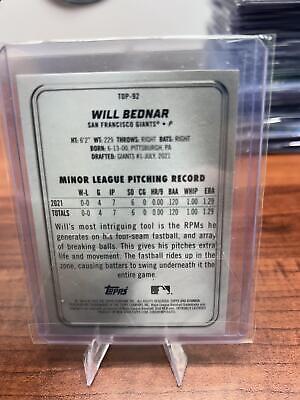 TDP-92
WILL BEDNAR
SAN FRANCISCO GIANTS • P
HT: 6'2" WT: 229 THROWS: RIGHT BATS: RIGHT
BORN: 6-13-00, PITTSBURGH, PA
DRAFTED: GIANTS #1-JULY, 2021
MINOR LEAGUE PITCHING RECORD
W-L G IP SO CG HR/9 BAA WHIP ERA
2021 0-0 4 7 6 0 0.00 .120 1.00 1.29
TOTALS 0-0 4 7 6 0 0.00 .120 1.00 1.29
Will's most intriguing tool is the RPMs he
generates on his four-seam fastball, and array
of breaking balls. This gives his pitches extra
life and movement. The fastball rides up in the
zone, causing batters to swing underneath it the
entire game.
Topps